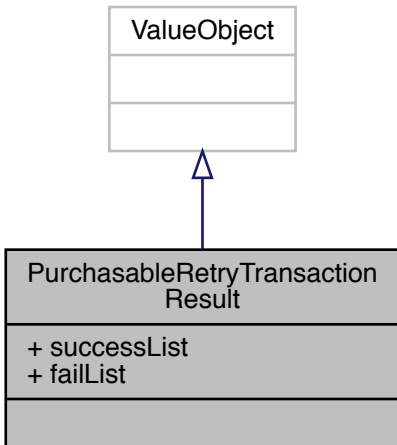 ValueObject
PurchasableRetryTransaction
Result
+ successList
+ failList